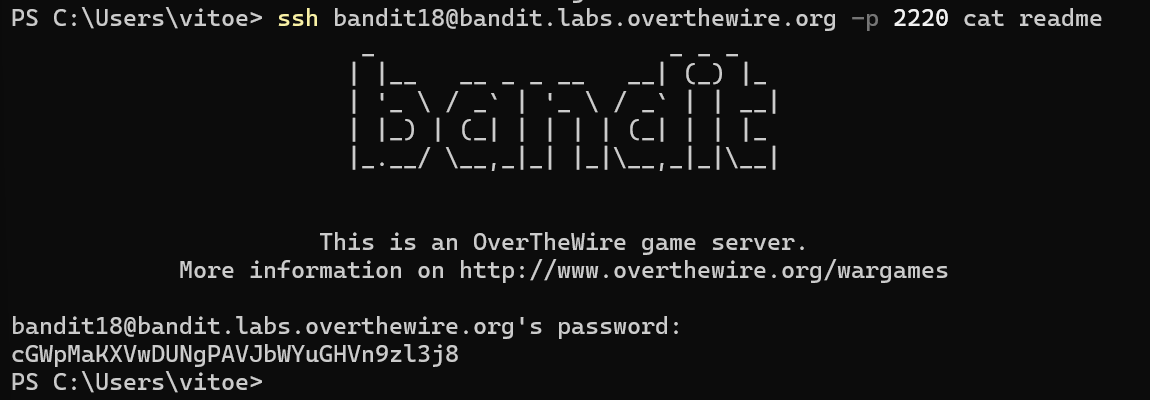 PS C:\Users\vitoe> ssh bandit18@bandit.labs.overthewire.org -p 2220 cat readme
bandit
This is an OverTheWire game server.
More information on http://www.overthewire.org/wargames
bandit18@bandit.labs.overthewire.org's password:
cGWpMaKXVwDUNgPAVJbWYuGHVn9zl3j8
PS C:\Users\vitoe>